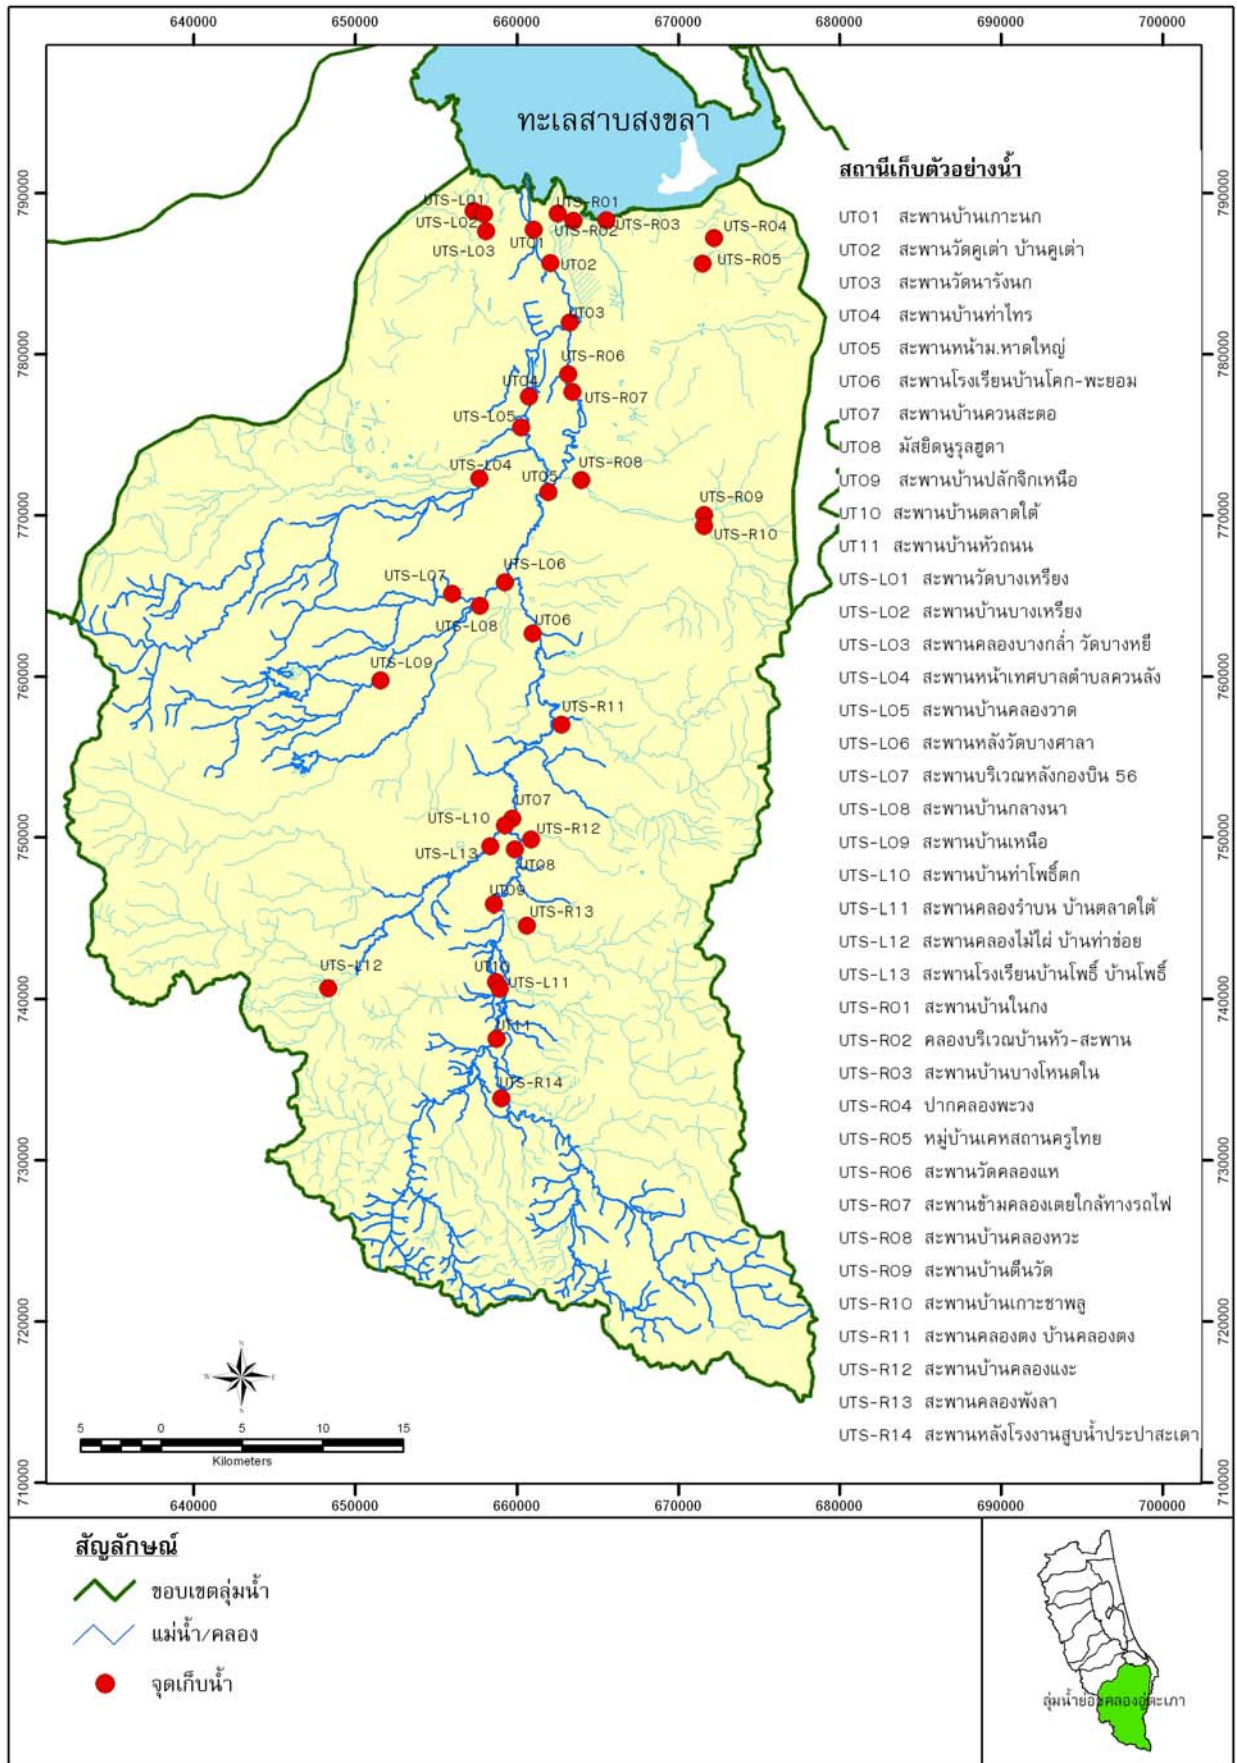 640000 650000 660000 670000 680000 690000 700000
790000 790000
780000 780000
770000 770000
760000 760000
750000 750000
740000 740000
730000 730000
720000 720000
710000 710000
ทะเลสาบสงขลา
UTS-L01
UTS-R01
UTS-L02
UTS-R02
UTS-R03
UTS-R04
UTS-L03
UT01
UTS-R05
UT02
UT03
UTS-R06
UT04
UTS-R07
UTS-L05
UTS-L04
UT05
UTS-R08
UTS-R09
UTS-R10
UTS-L06
UTS-L07
UTS-L08
UT06
UTS-L09
UTS-R11
UT07
UTS-L10
UTS-R12
UTS-L13
UT08
UT09
UTS-R13
UTS-L12
UT10
UTS-L11
UT11
UTS-R14
สถานีเก็บตัวอย่างน้ำ
UT01 สะพานบ้านเกาะนก
UT02 สะพานวัดคูเต่า บ้านคูเต่า
UT03 สะพานวัดนารังนก
UT04 สะพานบ้านท่าไทร
UT05 สะพานหน้าม.หาดใหญ่
UT06 สะพานโรงเรียนบ้านโคก-พะยอม
UT07 สะพานบ้านควนสะตอ
UT08 มัสยิดนูรุลฮูดา
UT09 สะพานบ้านปลักจิกเหนือ
UT10 สะพานบ้านตลาดใต้
UT11 สะพานบ้านหัวถนน
UTS-L01 สะพานวัดบางเหรียง
UTS-L02 สะพานบ้านบางเหรียง
UTS-L03 สะพานคลองบางกล่ำ วัดบางหยี
UTS-L04 สะพานหน้าเทศบาลตำบลควนลัง
UTS-L05 สะพานบ้านคลองวาด
UTS-L06 สะพานหลังวัดบางศาลา
UTS-L07 สะพานบริเวณหลังกองบิน 56
UTS-L08 สะพานบ้านกลางนา
UTS-L09 สะพานบ้านเหนือ
UTS-L10 สะพานบ้านท่าโพธิ์ตก
UTS-L11 สะพานคลองรำบน บ้านตลาดใต้
UTS-L12 สะพานคลองไม้ไผ่ บ้านท่าข่อย
UTS-L13 สะพานโรงเรียนบ้านโพธิ์ บ้านโพธิ์
UTS-R01 สะพานบ้านในกง
UTS-R02 คลองบริเวณบ้านหัว-สะพาน
UTS-R03 สะพานบ้านบางโหนดใน
UTS-R04 ปากคลองพะวง
UTS-R05 หมู่บ้านเคหสถานครูไทย
UTS-R06 สะพานวัดคลองแห
UTS-R07 สะพานข้ามคลองเตยใกล้ทางรถไฟ
UTS-R08 สะพานบ้านคลองหวะ
UTS-R09 สะพานบ้านตีนวัด
UTS-R10 สะพานบ้านเกาะชาพลู
UTS-R11 สะพานคลองตง บ้านคลองตง
UTS-R12 สะพานบ้านคลองแงะ
UTS-R13 สะพานคลองพังลา
UTS-R14 สะพานหลังโรงงานสูบน้ำประปาสะเดา
N
W E
S
5 0 5 10 15
Kilometers
640000 650000 660000 670000 680000 690000 700000
สัญลักษณ์
ขอบเขตลุ่มน้ำ
แม่น้ำ/คลอง
จุดเก็บน้ำ
ลุ่มน้ำย่อยคลองอู่ตะเภา